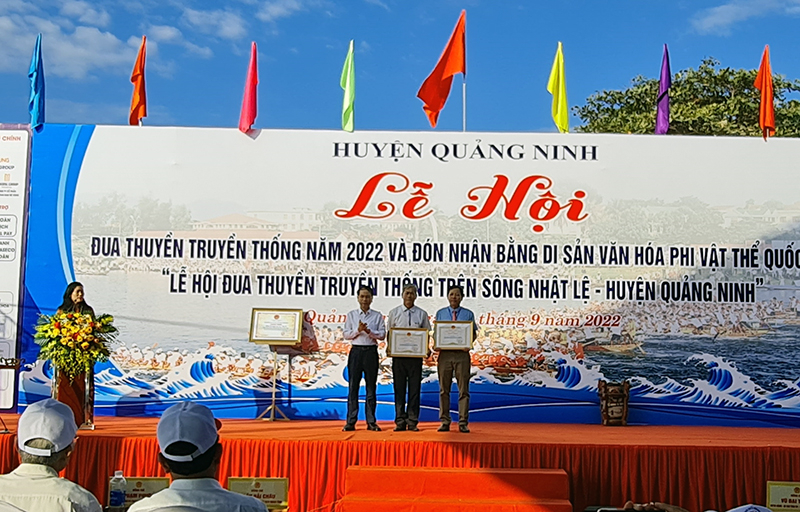 HUYỆN QUẢNG NINH
Lễ Hội
ĐUA THUYỀN TRUYỀN THỐNG NĂM 2022 VÀ ĐÓN NHẬN BẰNG DI SẢN VĂN HÓA PHI VẬT THỂ QUỐC
"LỄ HỘI ĐUA THUYỀN TRUYỀN THỐNG TRÊN SÔNG NHẬT LỆ - HUYỆN QUẢNG NINH"
tháng 9 năm 2022
CHÍNH